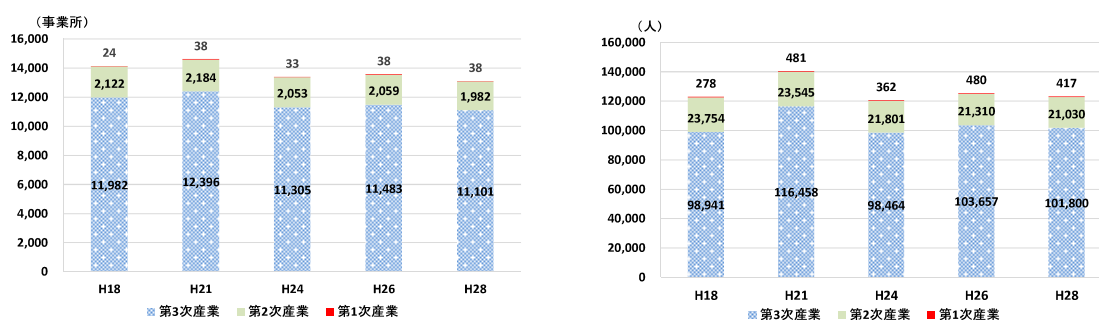 （事業所）
16,000
14,000
12,000
10,000
8,000
6,000
4,000
2,000
0
24
38
33
38
38
2,122
2,184
2,053
2,059
1,982
11,982
12,396
11,305
11,483
11,101
H18
H21
H24
H26
H28
第3次産業
第2次産業
第1次産業
（人）
160,000
140,000
120,000
100,000
80,000
60,000
40,000
20,000
0
278
481
362
480
417
23,754
23,545
21,801
21,310
21,030
98,941
116,458
98,464
103,657
101,800
H18
H21
H24
H26
H28
第3次産業
第2次産業
第1次産業